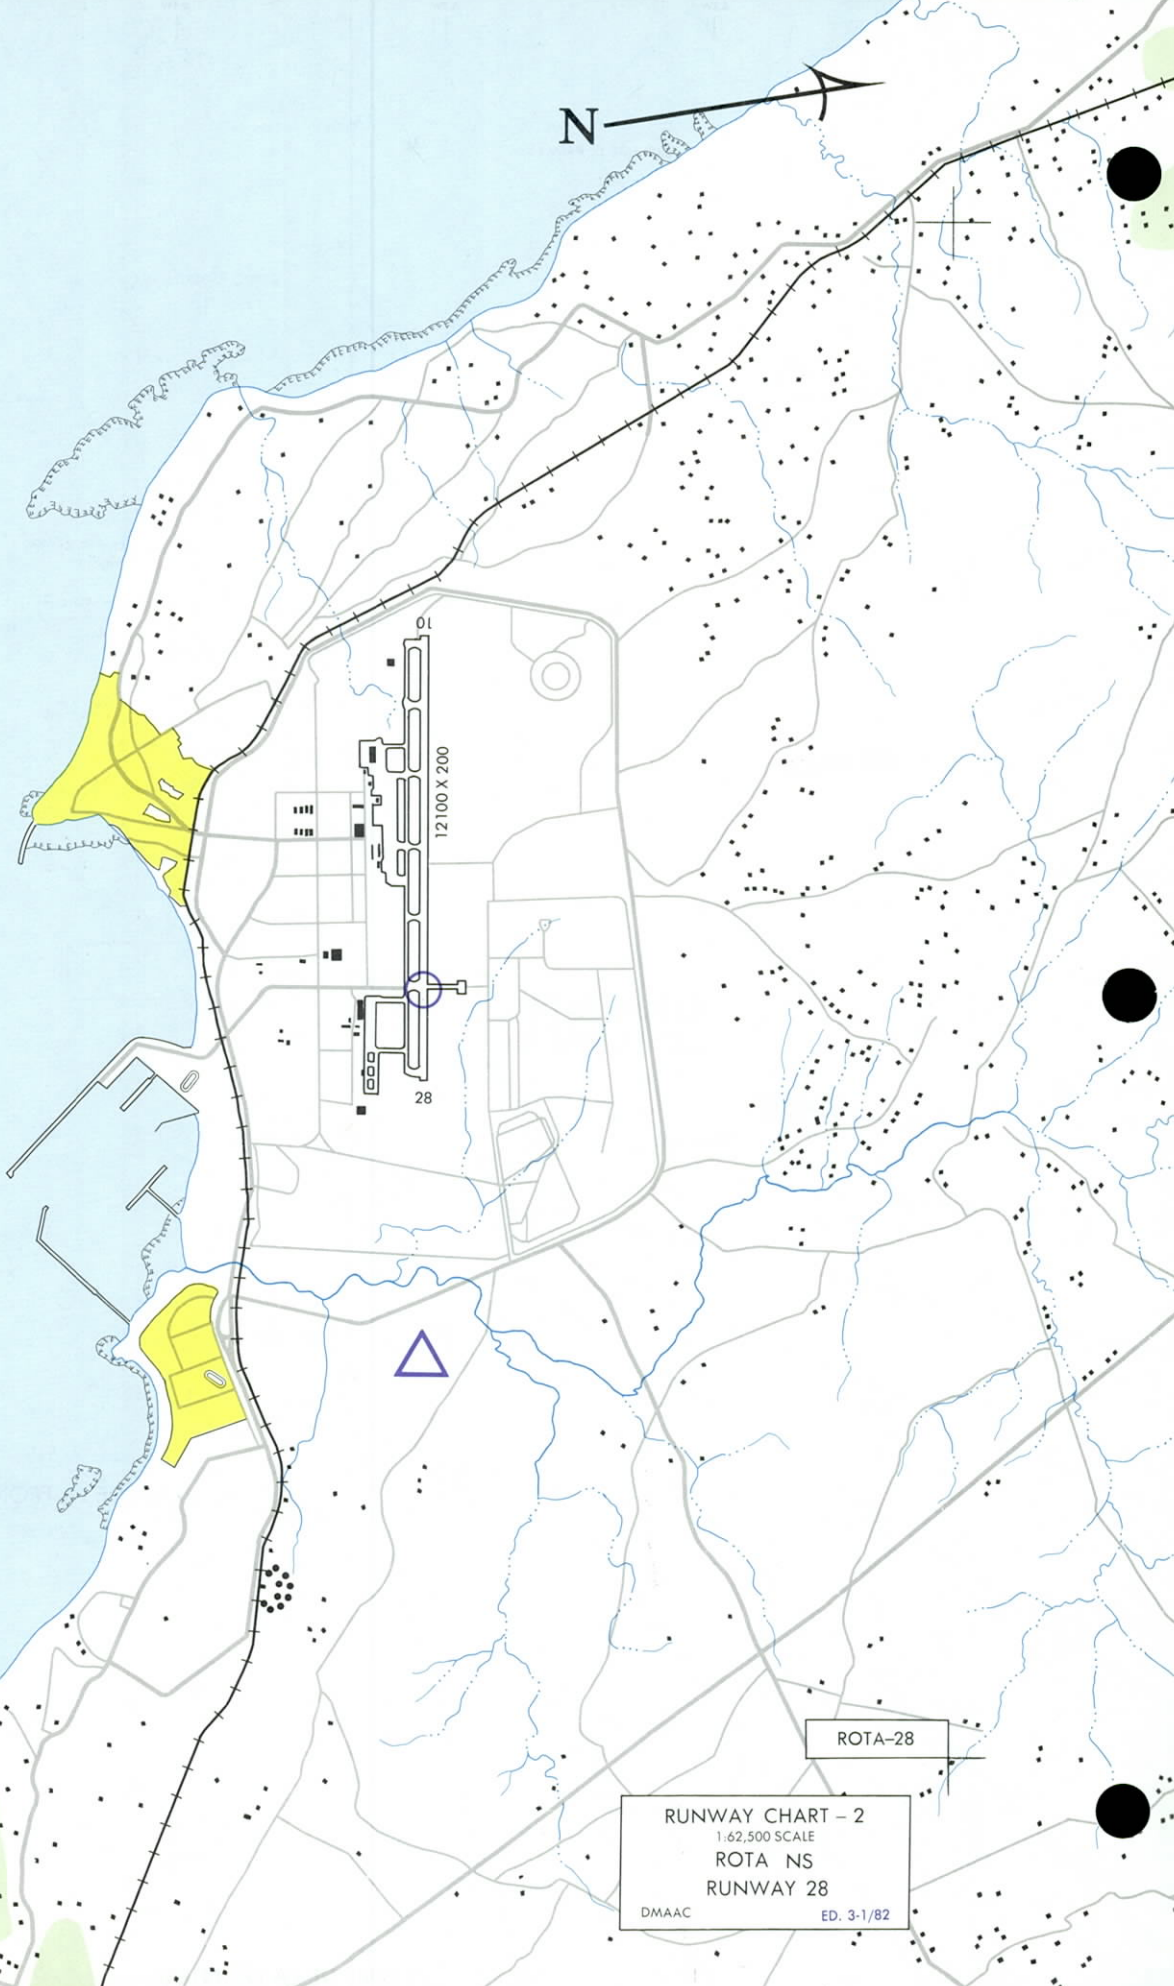 N
10
12100 X 200
28
ROTA–28
RUNWAY CHART – 2
1:62,500 SCALE
ROTA NS
RUNWAY 28
DMAAC ED. 3-1/82